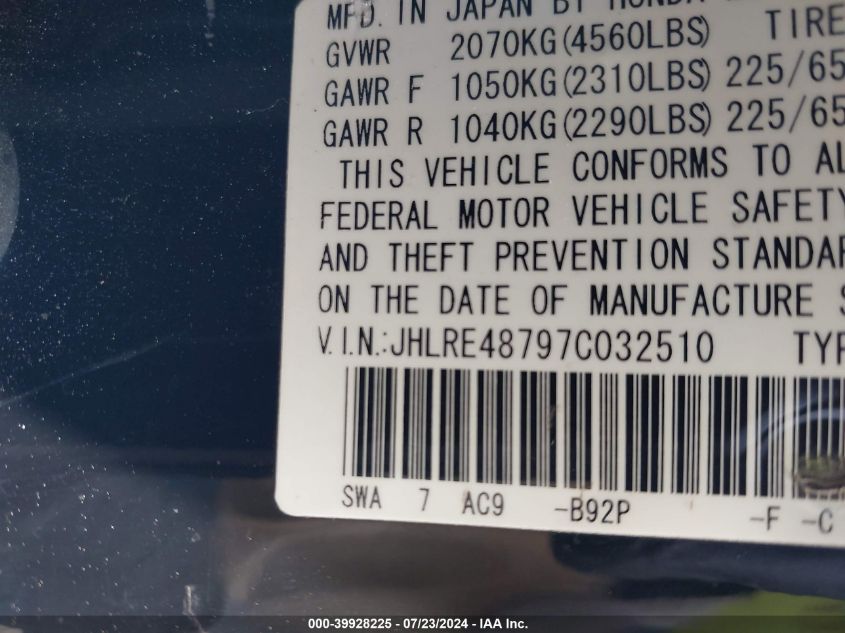 MFD. IN JAPAN BY HONDA
GVWR 2070KG(4560LBS) TIRE
GAWR F 1050KG(2310LBS) 225/65
GAWR R 1040KG(2290LBS) 225/65
THIS VEHICLE CONFORMS TO AL
FEDERAL MOTOR VEHICLE SAFETY
AND THEFT PREVENTION STANDAR
ON THE DATE OF MANUFACTURE S
V.I.N.:JHLRE48797C032510 TYP
SWA 7 AC9 -B92P -F -C
000-39928225 - 07/23/2024 - IAA Inc.